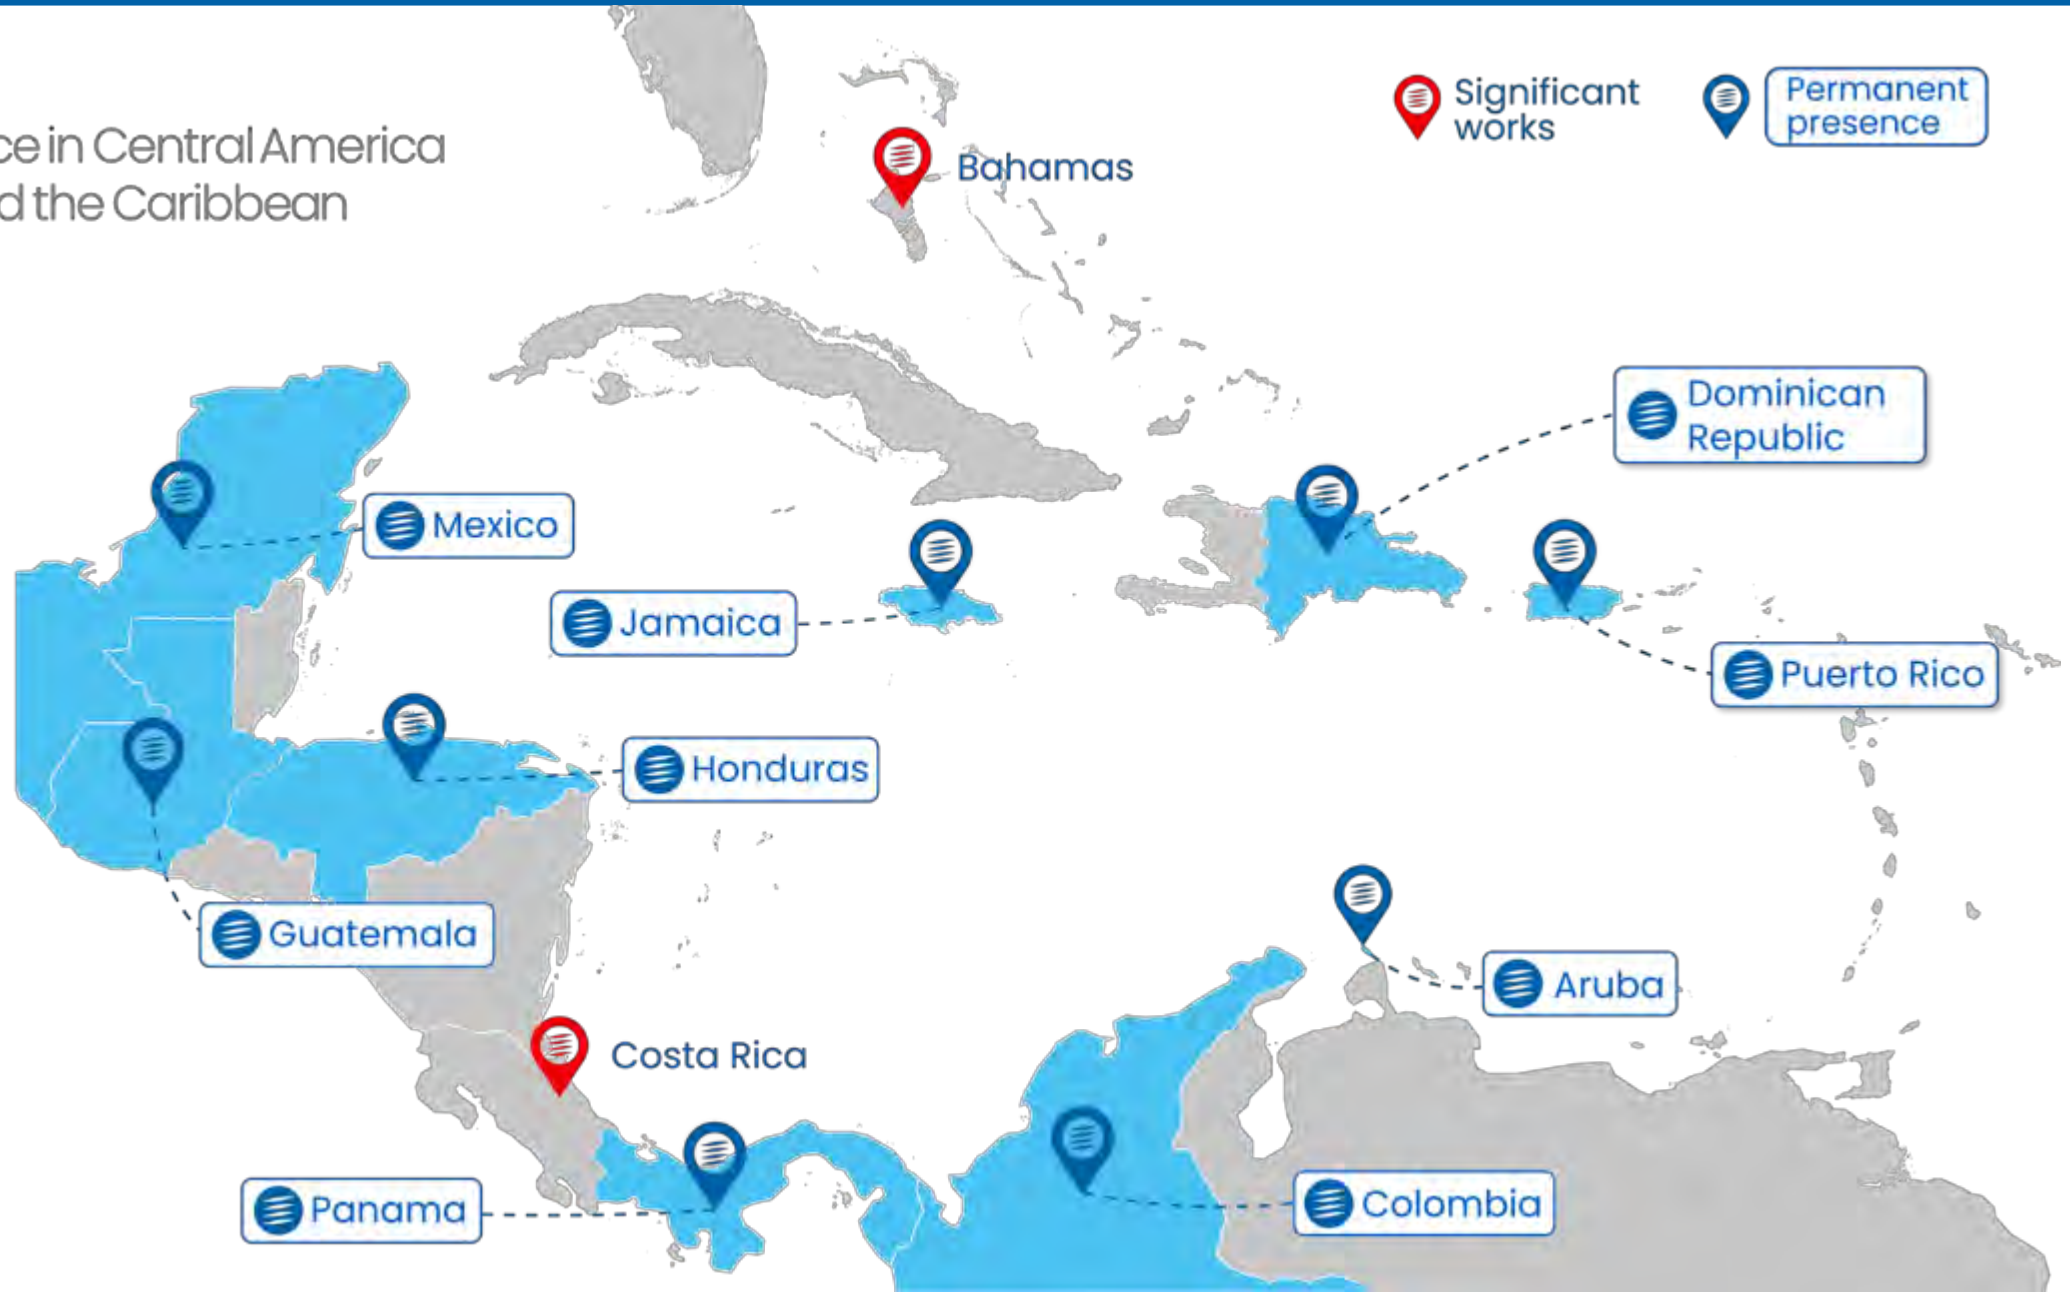 ce in Central America
d the Caribbean
Significant
works
Permanent
presence
Bahamas
Dominican
Republic
Mexico
Jamaica
Puerto Rico
Honduras
Guatemala
Aruba
Costa Rica
Panama
Colombia